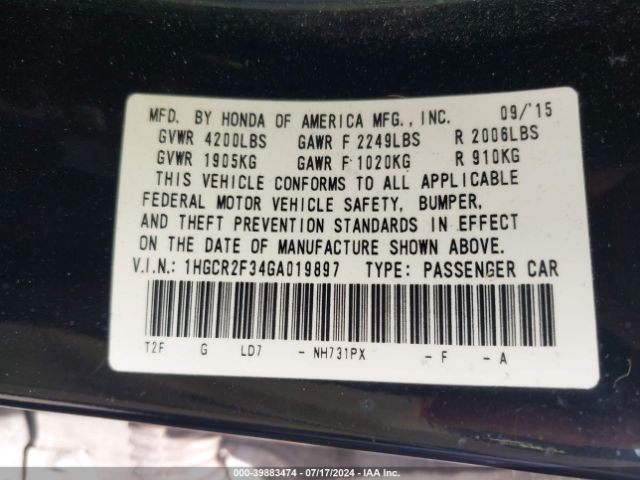 MFD. BY HONDA OF AMERICA MFG., INC. 09/'15
GVWR 4200LBS GAWR F 2249LBS R 2006LBS
GVWR 1905KG GAWR F 1020KG R 910KG
THIS VEHICLE CONFORMS TO ALL APPLICABLE
FEDERAL MOTOR VEHICLE SAFETY, BUMPER,
AND THEFT PREVENTION STANDARDS IN EFFECT
ON THE DATE OF MANUFACTURE SHOWN ABOVE.
V.I.N.: 1HGCR2F34GA019897 TYPE: PASSENGER CAR
T2F G LD7 - NH731PX - F - A
000-39883474 | 07/17/2024 | IAA Inc.